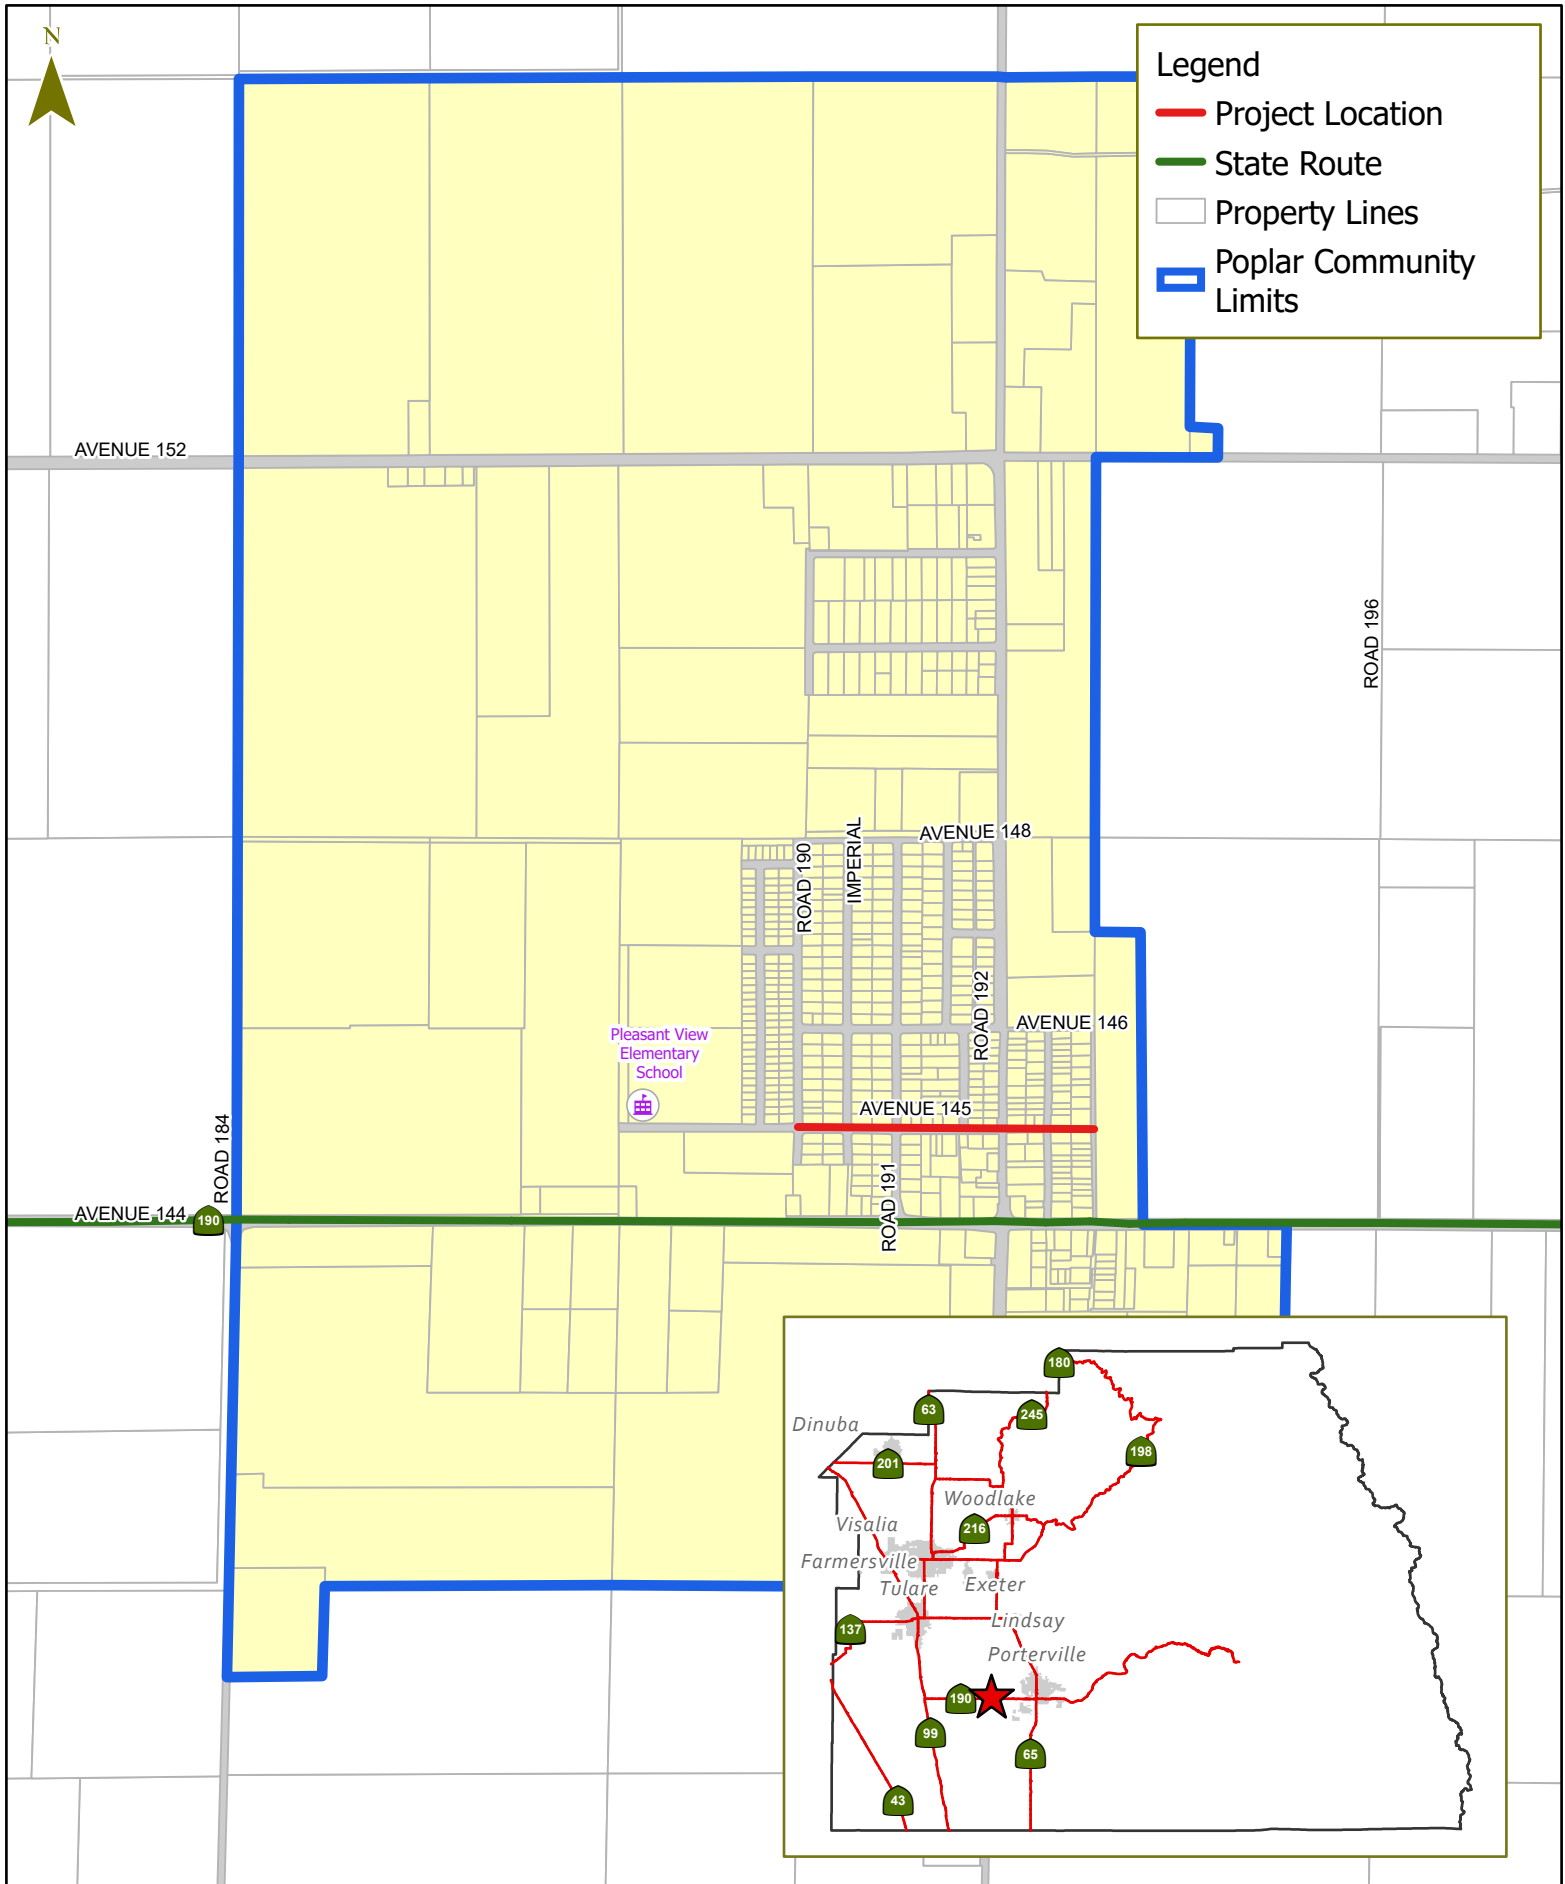 N
Legend
Project Location
State Route
Property Lines
Poplar Community
Limits
AVENUE 152
ROAD 196
AVENUE 148
IMPERIAL
ROAD 190
ROAD 192
AVENUE 146
Pleasant View
Elementary
School
AVENUE 145
ROAD 184
ROAD 191
AVENUE 144
190
180
63
245
Dinuba
198
201
Woodlake
Visalia
216
Farmersville
Tulare
Exeter
137
Lindsay
Porterville
190
99
65
43